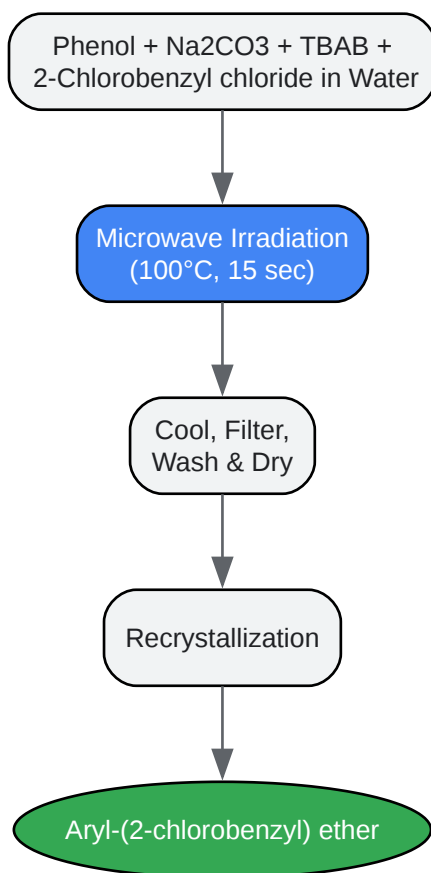 Phenol + Na2CO3 + TBAB +
2-Chlorobenzyl chloride in Water
Microwave Irradiation
(100°C, 15 sec)
Cool, Filter,
Wash & Dry
Recrystallization
Aryl-(2-chlorobenzyl) ether